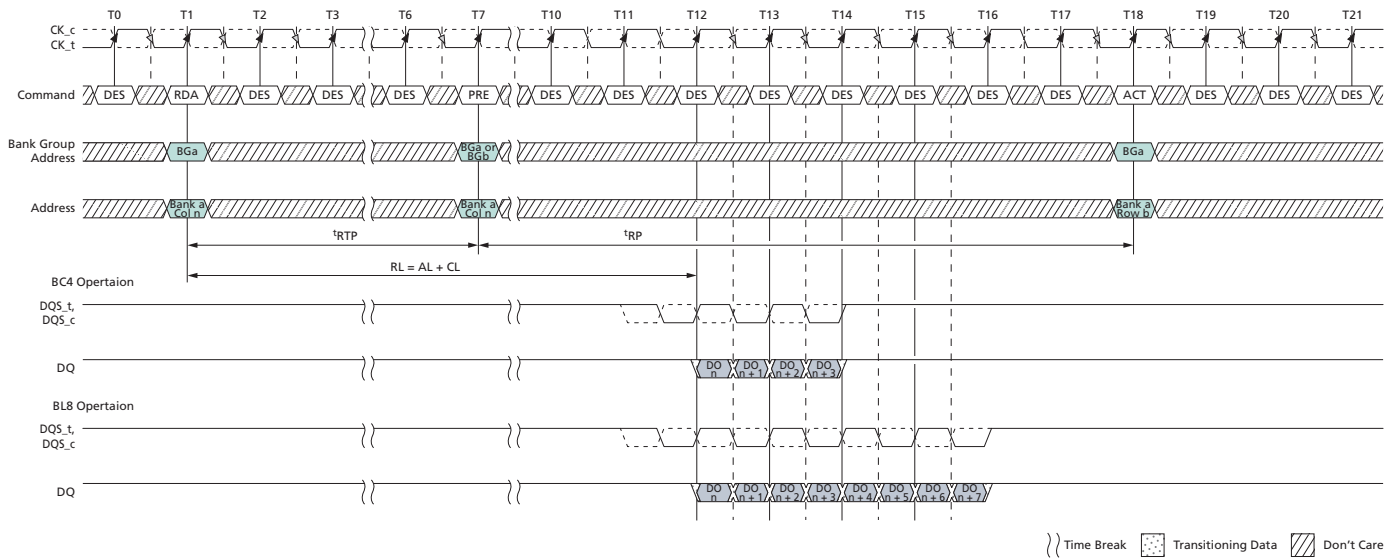 T0 T1 T2 T3 T6 T7 T10 T11 T12 T13 T14 T15 T16 T17 T18 T19 T20 T21
CK_c
CK_t
Command DES RDA DES DES DES PRE DES DES DES DES DES DES DES DES ACT DES DES DES
Bank Group
Address
BGa
BGa or
BGb
BGa
Address
Bank a
Col n
Bank a
Col n
Bank a
Row b
tRTP tRP
RL = AL + CL
BC4 Opertaion
DQS_t,
DQS_c
DQ
DO
n
DO
n + 1
DO
n + 2
DO
n + 3
BL8 Opertaion
DQS_t,
DQS_c
DQ
DO
n
DO
n + 1
DO
n + 2
DO
n + 3
DO
n + 4
DO
n + 5
DO
n + 6
DO
n + 7
Time Break Transitioning Data Don't Care